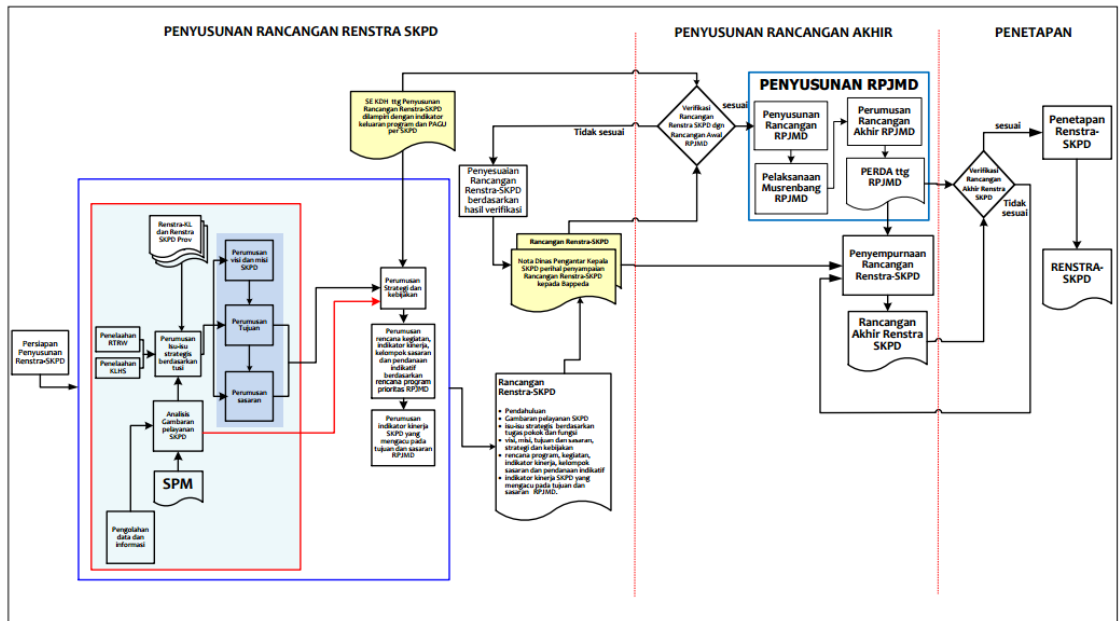 PENYUSUNAN RANCANGAN RENSTRA SKPD
PENYUSUNAN RANCANGAN AKHIR
PENETAPAN
SE KDH ttg Penyusunan
Rancangan Renstra-SKPD
dilampiri dengan indikator
keluaran program dan PAGU
per SKPD
Verifikasi
Rancangan
Renstra SKPD dgn
Rancangan Awal
RPJMD
sesuai
Tidak sesuai
PENYUSUNAN RPJMD
Penyusunan
Rancangan
RPJMD
Perumusan
Rancangan
Akhir RPJMD
Pelaksanaan
Musrenbang
RPJMD
PERDA ttg
RPJMD
sesuai
Verifikasi
Rancangan
Akhir Renstra
SKPD
Tidak
sesuai
Penetapan
Renstra-
SKPD
Penyesuaian
Rancangan
Renstra-SKPD
berdasarkan
hasil verifikasi
Renstra-KL dan Renstra
SKPD Prov
Perumusan
visi dan misi
SKPD
Rancangan Renstra-SKPD
Nota Dinas Pengantar Kepala
SKPD perihal penyampaian
Rancangan Renstra-SKPD
kepada Bappeda
Penyempurnaan
Rancangan
Renstra-SKPD
RENSTRA-
SKPD
Perumusan
Strategi dan
kebijakan
Persiapan
Penyusunan
Renstra-SKPD
Penelaahan
RTRW
Penelaahan
KLHS
Perumusan
Isu-isu
strategis
berdasarkan
tusi
Perumusan
Tujuan
Perumusan
rencana kegiatan,
indikator kinerja,
kelompok sasaran
dan pendanaan
indikatif
berdasarkan
rencana program
prioritas RPJMD
Rancangan
Akhir Renstra
SKPD
Perumusan
sasaran
Analisis
Gambaran
pelayanan
SKPD
Perumusan
indikator kinerja
SKPD yang
mengacu pada
tujuan dan
sasaran RPJMD
Rancangan
Renstra-SKPD
• Pendahuluan
• Gambaran pelayanan SKPD
• isu-isu strategis berdasarkan
tugas pokok dan fungsi
• visi, misi, tujuan dan sasaran,
strategi dan kebijakan
• rencana program, kegiatan,
indikator kinerja, kelompok
sasaran dan pendanaan indikatif
• indikator kinerja SKPD yang
mengacu pada tujuan dan
sasaran RPJMD.
SPM
Pengolahan
data dan
informasi